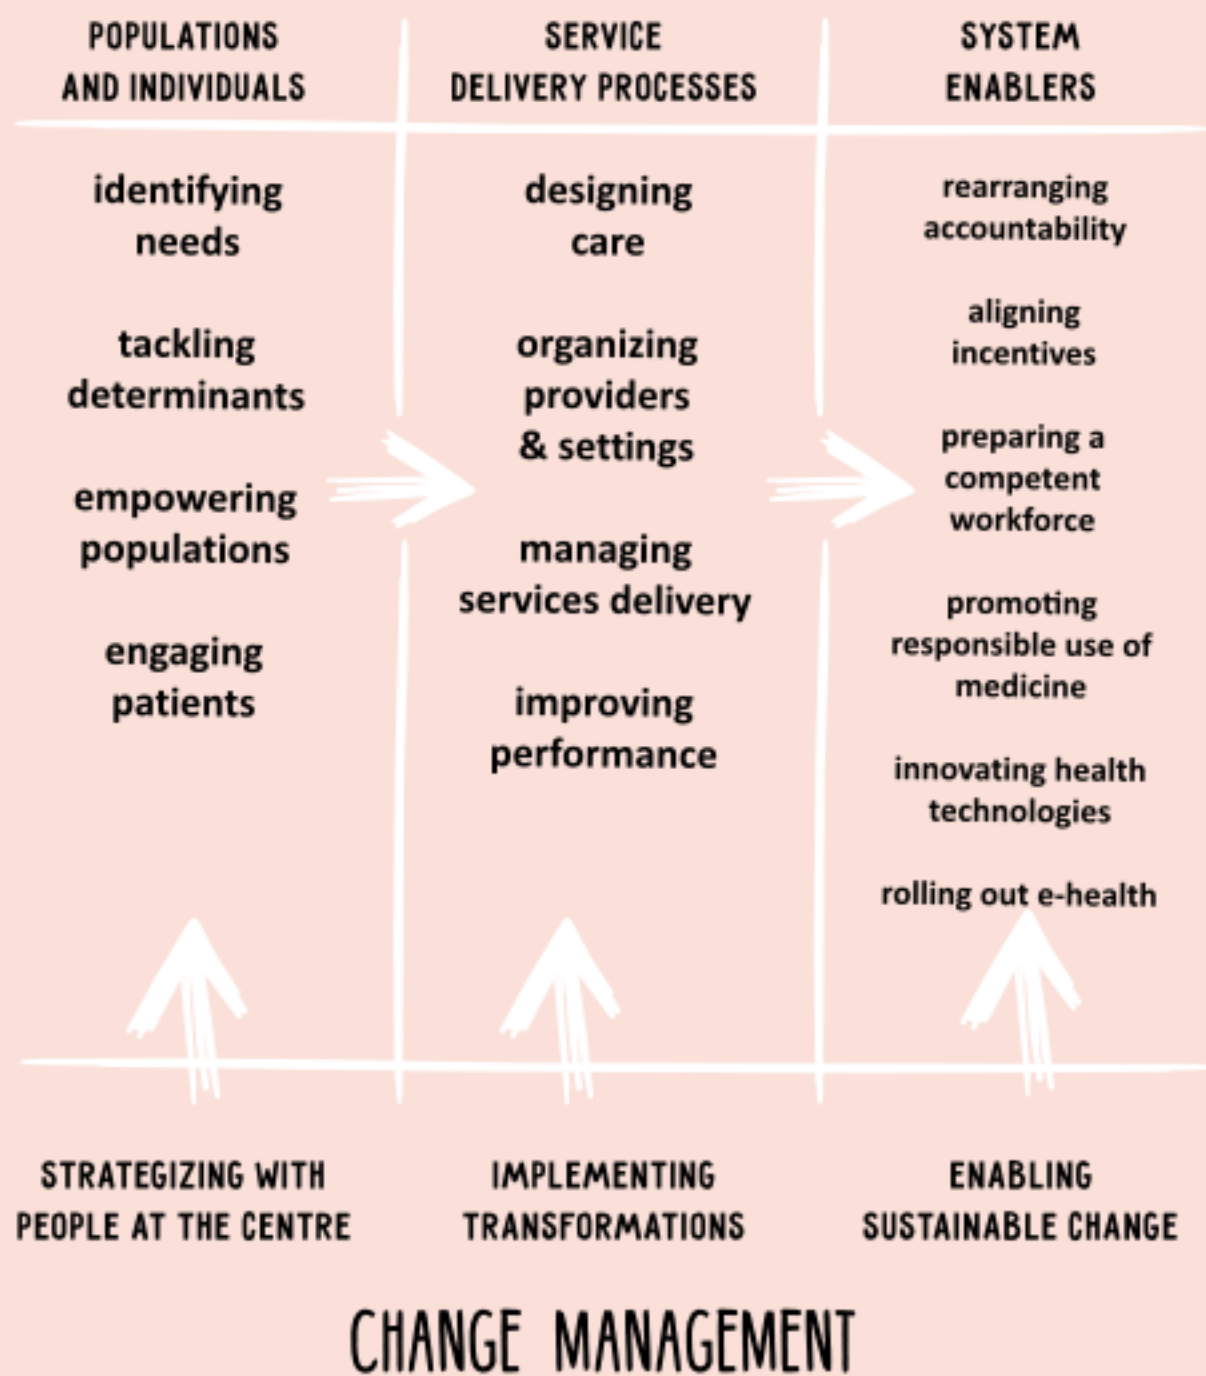 POPULATIONS
AND INDIVIDUALS
identifying
needs
tackling
determinants
empowering
populations
engaging
patients
STRATEGIZING WITH
PEOPLE AT THE CENTRE
SERVICE
DELIVERY PROCESSES
designing
care
organizing
providers
& settings
managing
services delivery
improving
performance
IMPLEMENTING
TRANSFORMATIONS
SYSTEM
ENABLERS
rearranging
accountability
aligning
incentives
preparing a
competent
workforce
promoting
responsible use of
medicine
innovating health
technologies
rolling out e-health
ENABLING
SUSTAINABLE CHANGE
CHANGE MANAGEMENT